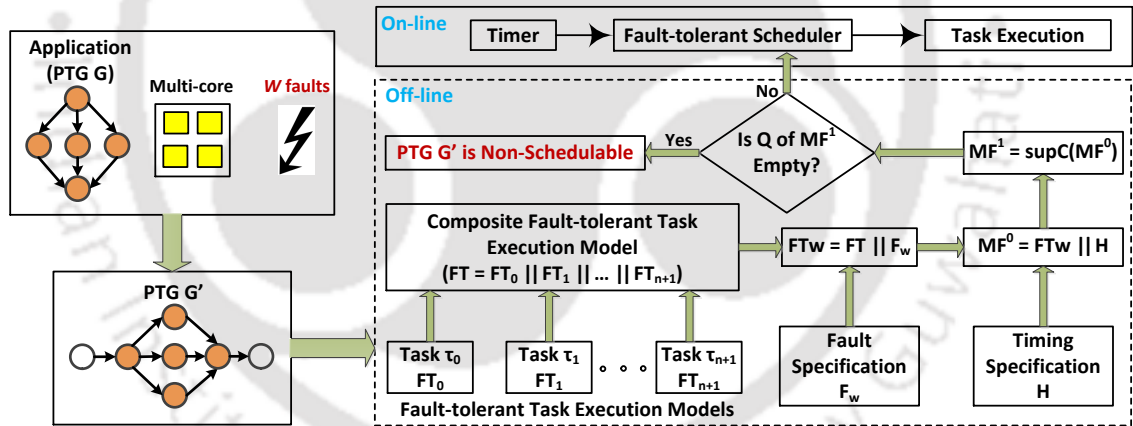 Application
(PTG G)
Multi-core
W faults
PTG G'
On-line
Timer
Fault-tolerant Scheduler
Task Execution
Off-line
No
Yes
PTG G' is Non-Schedulable
Is Q of MF¹
Empty?
MF¹ = supC(MF⁰)
Composite Fault-tolerant Task
Execution Model
(FT = FT₀ || FT₁ || ... || FTₙ₊₁)
FTw = FT || F_w
MF⁰ = FTw || H
Task τ₀
FT₀
Task τ₁
FT₁
Task τₙ₊₁
FTₙ₊₁
Fault
Specification
F_w
Timing
Specification
H
Fault-tolerant Task Execution Models
Guwahati